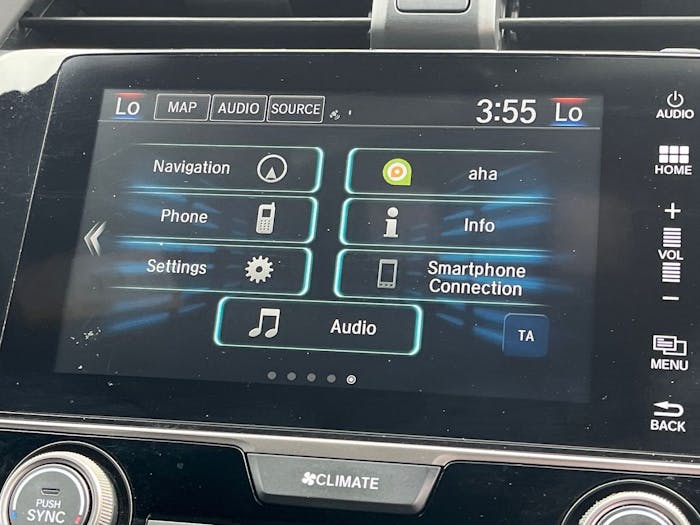 Lo MAP AUDIO SOURCE 3:55 Lo
Navigation aha
Phone Info
Settings Smartphone
Connection
Audio TA
AUDIO
HOME
+
VOL
−
MENU
BACK
CLIMATE
PUSH
SYNC